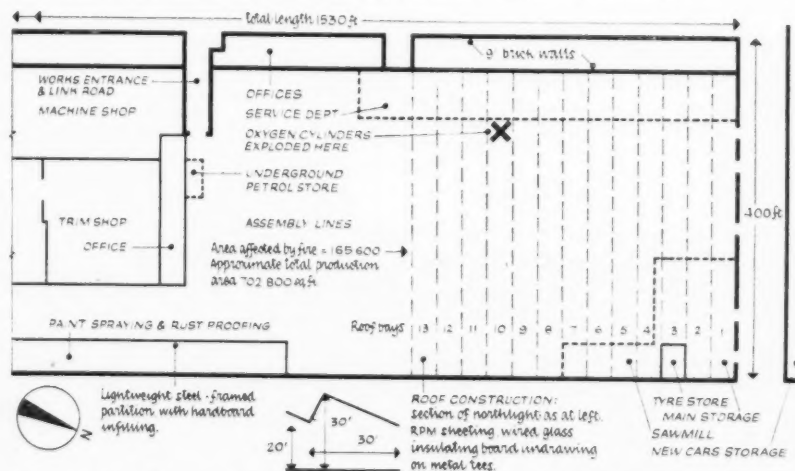 total length 1530 ft
9" brick walls
WORKS ENTRANCE
& LINK ROAD
MACHINE SHOP
OFFICES
SERVICE DEPT
OXYGEN CYLINDERS
EXPLODED HERE
UNDERGROUND
PETROL STORE
400 ft
TRIM SHOP
OFFICE
ASSEMBLY LINES
Area affected by fire = 165 600
Approximate total production
area 702 800 sq.ft.
PAINT SPRAYING & RUST PROOFING
Roof bays 13 12 11 10 9 8 7 6 5 4 3 2 1
N
Lightweight steel-framed
partition with hardboard
infilling.
20'
30'
30'
ROOF CONSTRUCTION:
section of northlight as at left.
RPM sheeting, wired glass
insulating board undrawing
on metal tees.
TYRE STORE
MAIN STORAGE
SAWMILL
NEW CARS STORAGE